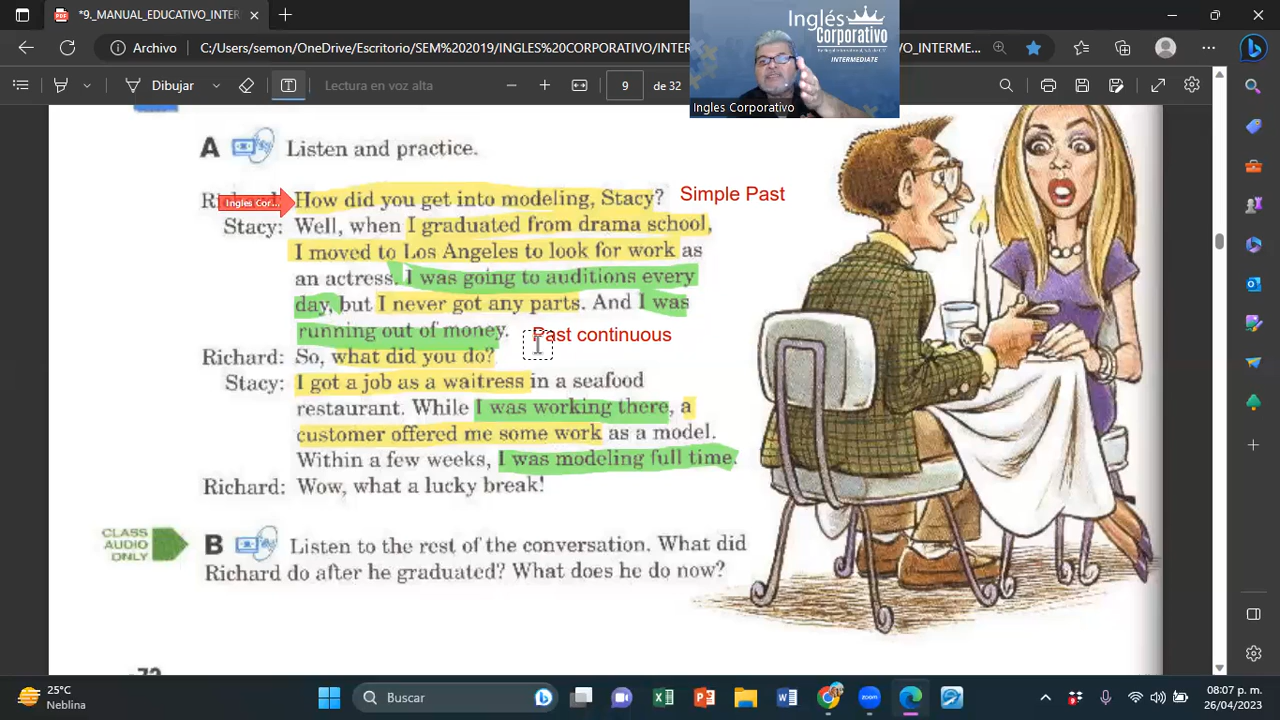 *9_MANUAL_EDUCATIVO_INTERM
Archivo
C:/Users/semon/OneDrive/Escritorio/SEM%202019/INGLES%20CORPORATIVO/INTER
O_INTERME...
Dibujar
Lectura en voz alta
9 de 32
Inglés
Corporativo
INTERMEDIATE
Ingles Corporativo
A Listen and practice.
Ingles Cor...
How did you get into modeling, Stacy? Simple Past
Stacy: Well, when I graduated from drama school,
I moved to Los Angeles to look for work as
an actress. I was going to auditions every
day, but I never got any parts. And I was
running out of money. Past continuous
Richard: So, what did you do?
Stacy: I got a job as a waitress in a seafood
restaurant. While I was working there, a
customer offered me some work as a model.
Within a few weeks, I was modeling full time.
Richard: Wow, what a lucky break!
CLASS
AUDIO
ONLY
B Listen to the rest of the conversation. What did
Richard do after he graduated? What does he do now?
25°C
Neblina
Buscar
zoom
08:07 p. m.
26/04/2023